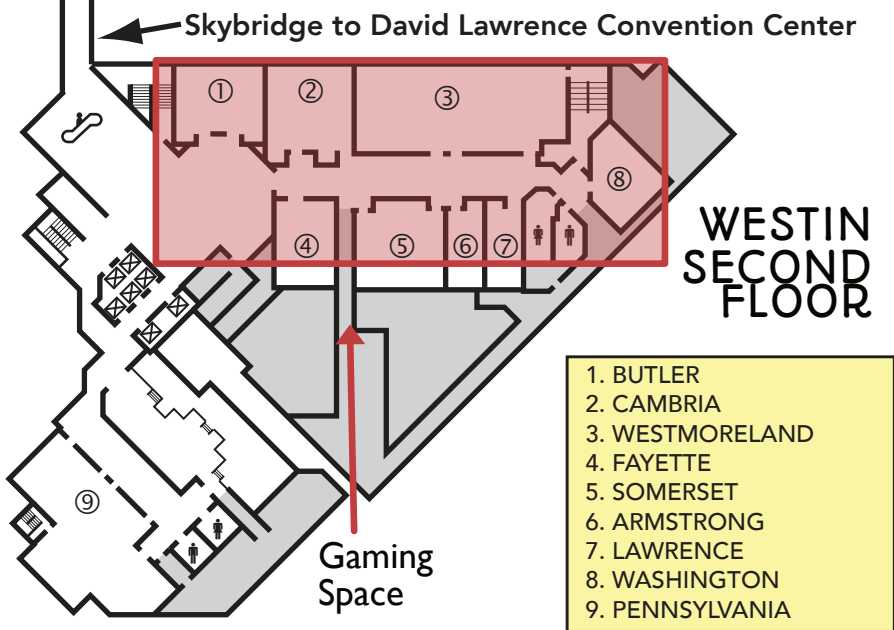 Skybridge to David Lawrence Convention Center
①
②
③
⑧
④
⑤
⑥
⑦
WESTIN
SECOND
FLOOR
⑨
Gaming
Space
1. BUTLER
2. CAMBRIA
3. WESTMORELAND
4. FAYETTE
5. SOMERSET
6. ARMSTRONG
7. LAWRENCE
8. WASHINGTON
9. PENNSYLVANIA